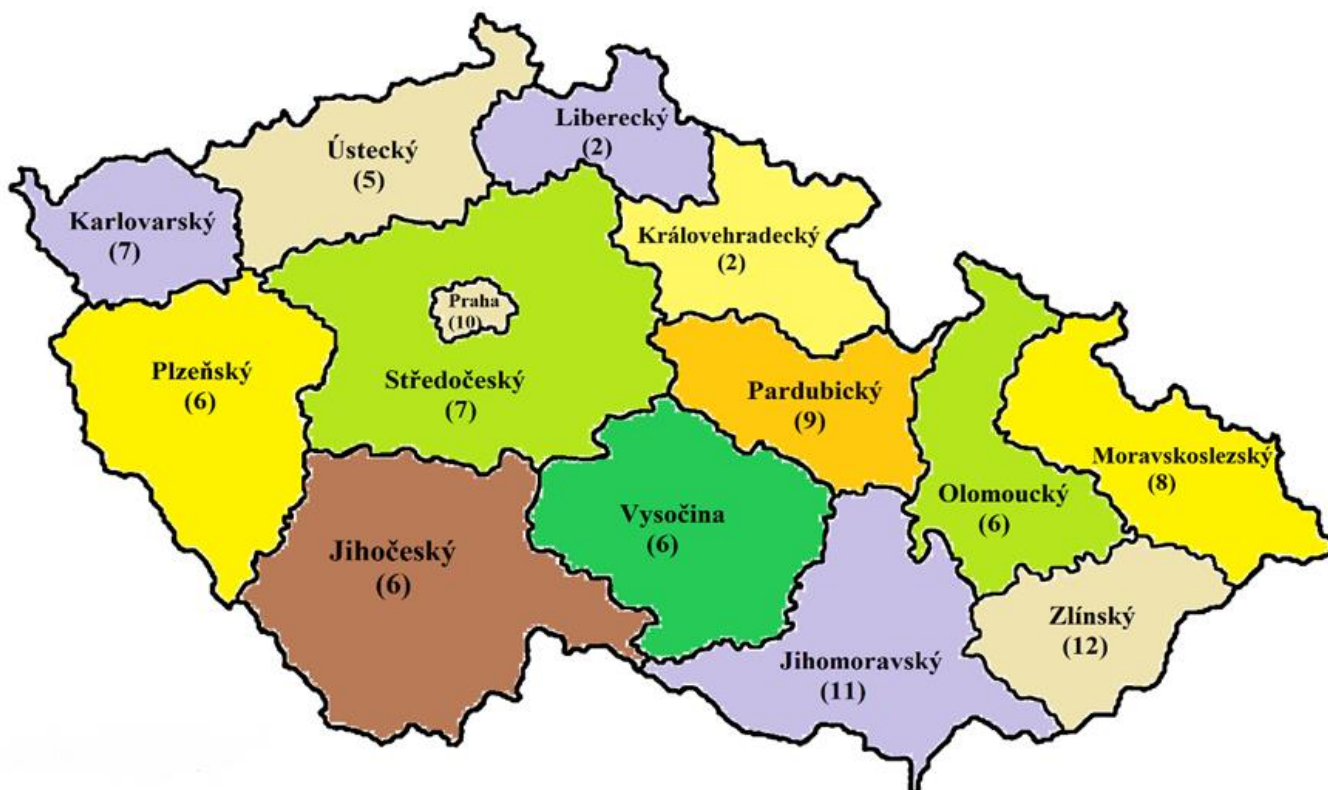 Liberecký
(2)
Ústecký
(5)
Karlovarský
(7)
Královehradecký
(2)
Praha
(10)
Plzeňský
(6)
Středočeský
(7)
Pardubický
(9)
Moravskoslezský
(8)
Olomoucký
(6)
Vysočina
(6)
Jihočeský
(6)
Zlínský
(12)
Jihomoravský
(11)